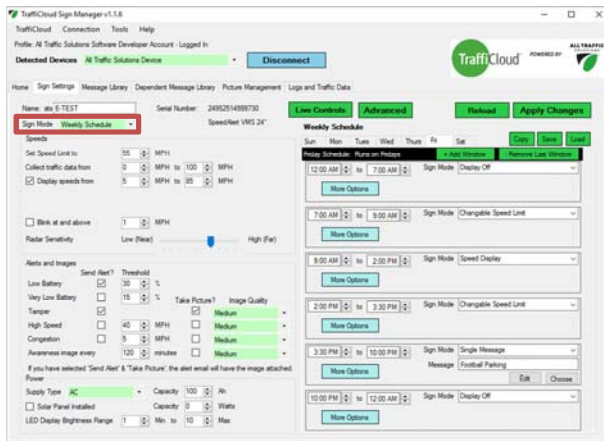 TraffiCloud Sign Manager v1.1.6
TraffiCloud Connection Tools Help
Profile: All Traffic Solutions Software Developer Account - Logged In
Detected Devices All Traffic Solutions Device Disconnect
TraffiCloud POWERED BY ALL TRAFFIC SOLUTIONS
Home Sign Settings Message Library Dependent Message Library Picture Management Logs and Traffic Data
Name: ats E-TEST Serial Number: 24952514999730
Sign Mode Weekly Schedule SpeedAlert VMS 24"
Live Controls Advanced Reload Apply Changes
Speeds
Set Speed Limit to 55 MPH
Collect traffic data from 0 MPH to 100 MPH
Display speeds from 5 MPH to 85 MPH
Blink at and above 1 MPH
Radar Sensitivity Low (Near) High (Far)
Alerts and Images
Send Alert? Threshold
Low Battery 30 %
Very Low Battery 15 % Take Picture? Image Quality
Tamper Medium
High Speed 40 MPH Medium
Congestion 5 MPH Medium
Awareness image every 120 minutes Medium
If you have selected 'Send Alert' & 'Take Picture', the alert email will have the image attached.
Power
Supply Type AC Capacity 100 Ah
Solar Panel Installed Capacity 0 Watts
LED Display Brightness Range 1 Min to 10 Max
Weekly Schedule
Sun Mon Tues Wed Thurs Fri Sat Copy Save Load
Friday Schedule: Runs on Fridays + Add Window - Remove Last Window
12:00 AM to 7:00 AM Sign Mode Display Off
More Options
7:00 AM to 9:00 AM Sign Mode Changable Speed Limit
More Options
9:00 AM to 2:00 PM Sign Mode Speed Display
More Options
2:00 PM to 3:30 PM Sign Mode Changable Speed Limit
More Options
3:30 PM to 10:00 PM Sign Mode Single Message
More Options Message Football Parking
Edit Choose
10:00 PM to 12:00 AM Sign Mode Display Off
More Options